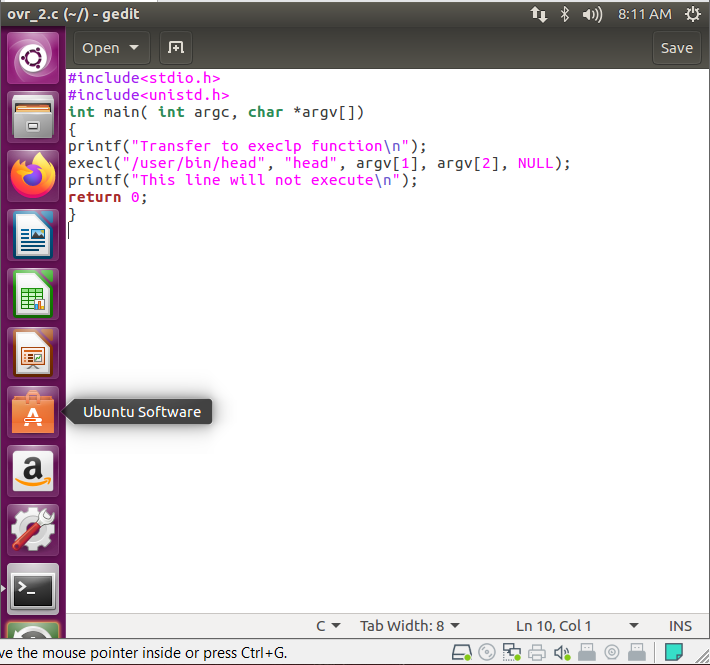 ovr_2.c (~/) - gedit
8:11 AM
Open
Save
#include<stdio.h>
#include<unistd.h>
int main( int argc, char *argv[])
{
printf("Transfer to execlp function\n");
execl("/user/bin/head", "head", argv[1], argv[2], NULL);
printf("This line will not execute\n");
return 0;
}
Ubuntu Software
C
Tab Width: 8
Ln 10, Col 1
INS
ve the mouse pointer inside or press Ctrl+G.